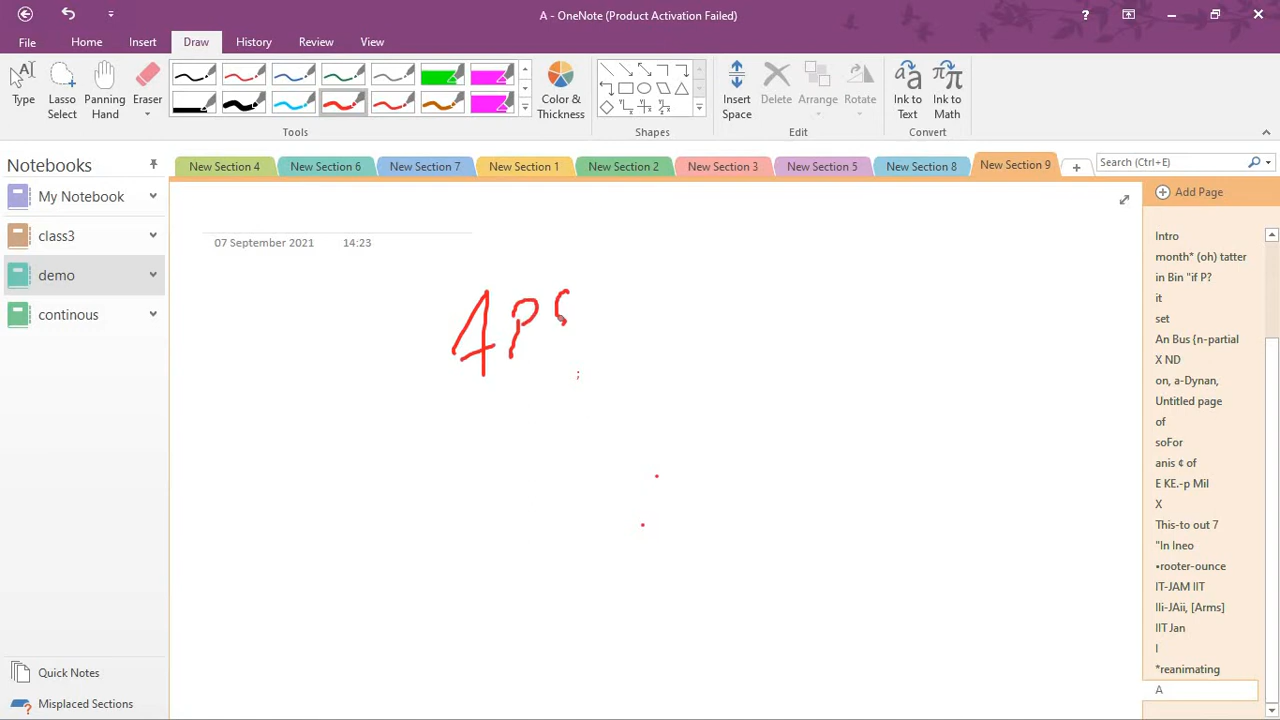 A - OneNote (Product Activation Failed)
?
File Home Insert Draw History Review View
Type Lasso Select Panning Hand Eraser Color & Thickness Insert Space Delete Arrange Rotate Ink to Text Ink to Math
Tools Shapes Edit Convert
Notebooks New Section 4 New Section 6 New Section 7 New Section 1 New Section 2 New Section 3 New Section 5 New Section 8 New Section 9 + Search (Ctrl+E)
My Notebook
class3
demo
continous
Quick Notes
Misplaced Sections
07 September 2021 14:23
AP
Add Page
Intro
month* (oh) tatter
in Bin "if P?
it
set
An Bus {n-partial
X ND
on, a-Dynan,
Untitled page
of
soFor
anis ¢ of
E KE.-p Mil
X
This-to out 7
"In Ineo
•rooter-ounce
IT-JAM IIT
IIi-JAii, [Arms]
IIT Jan
I
*reanimating
A